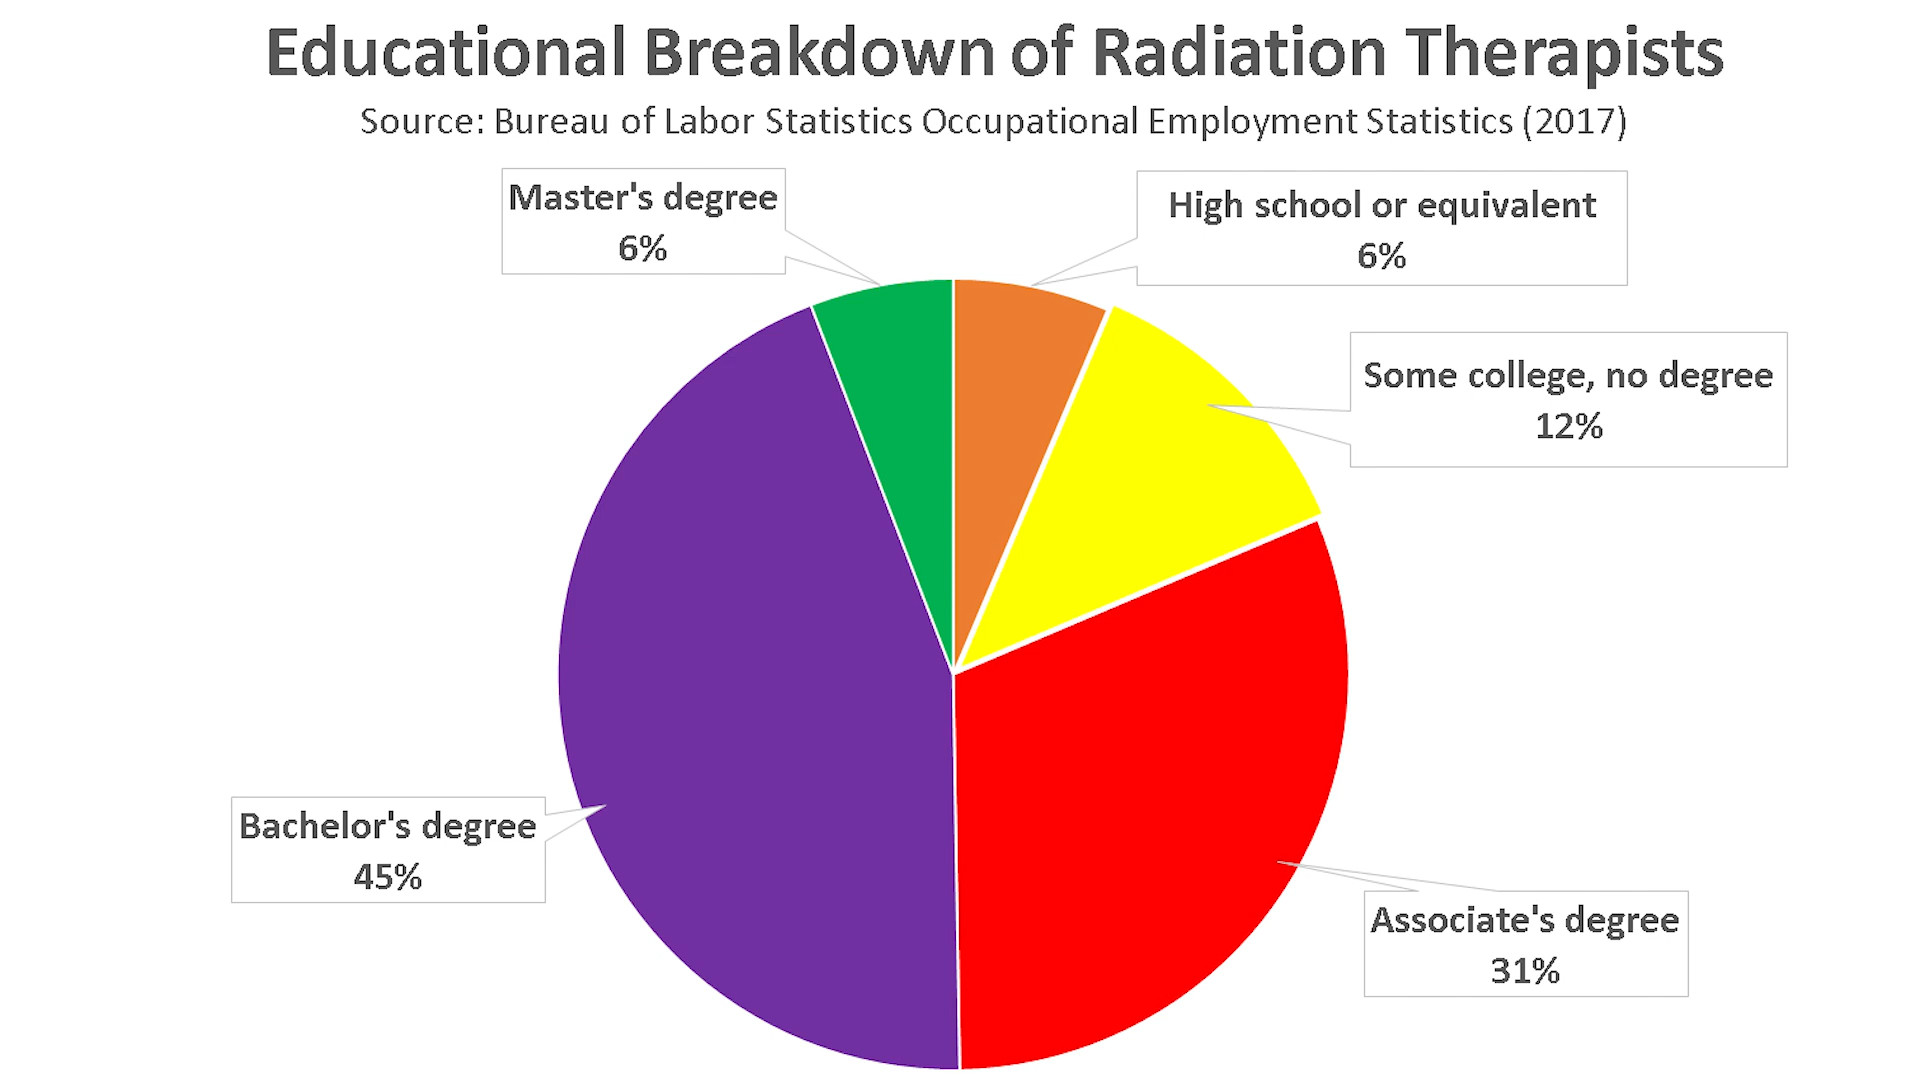 Educational Breakdown of Radiation Therapists
Source: Bureau of Labor Statistics Occupational Employment Statistics (2017)
Master's degree
6%
High school or equivalent
6%
Some college, no degree
12%
Bachelor's degree
45%
Associate's degree
31%